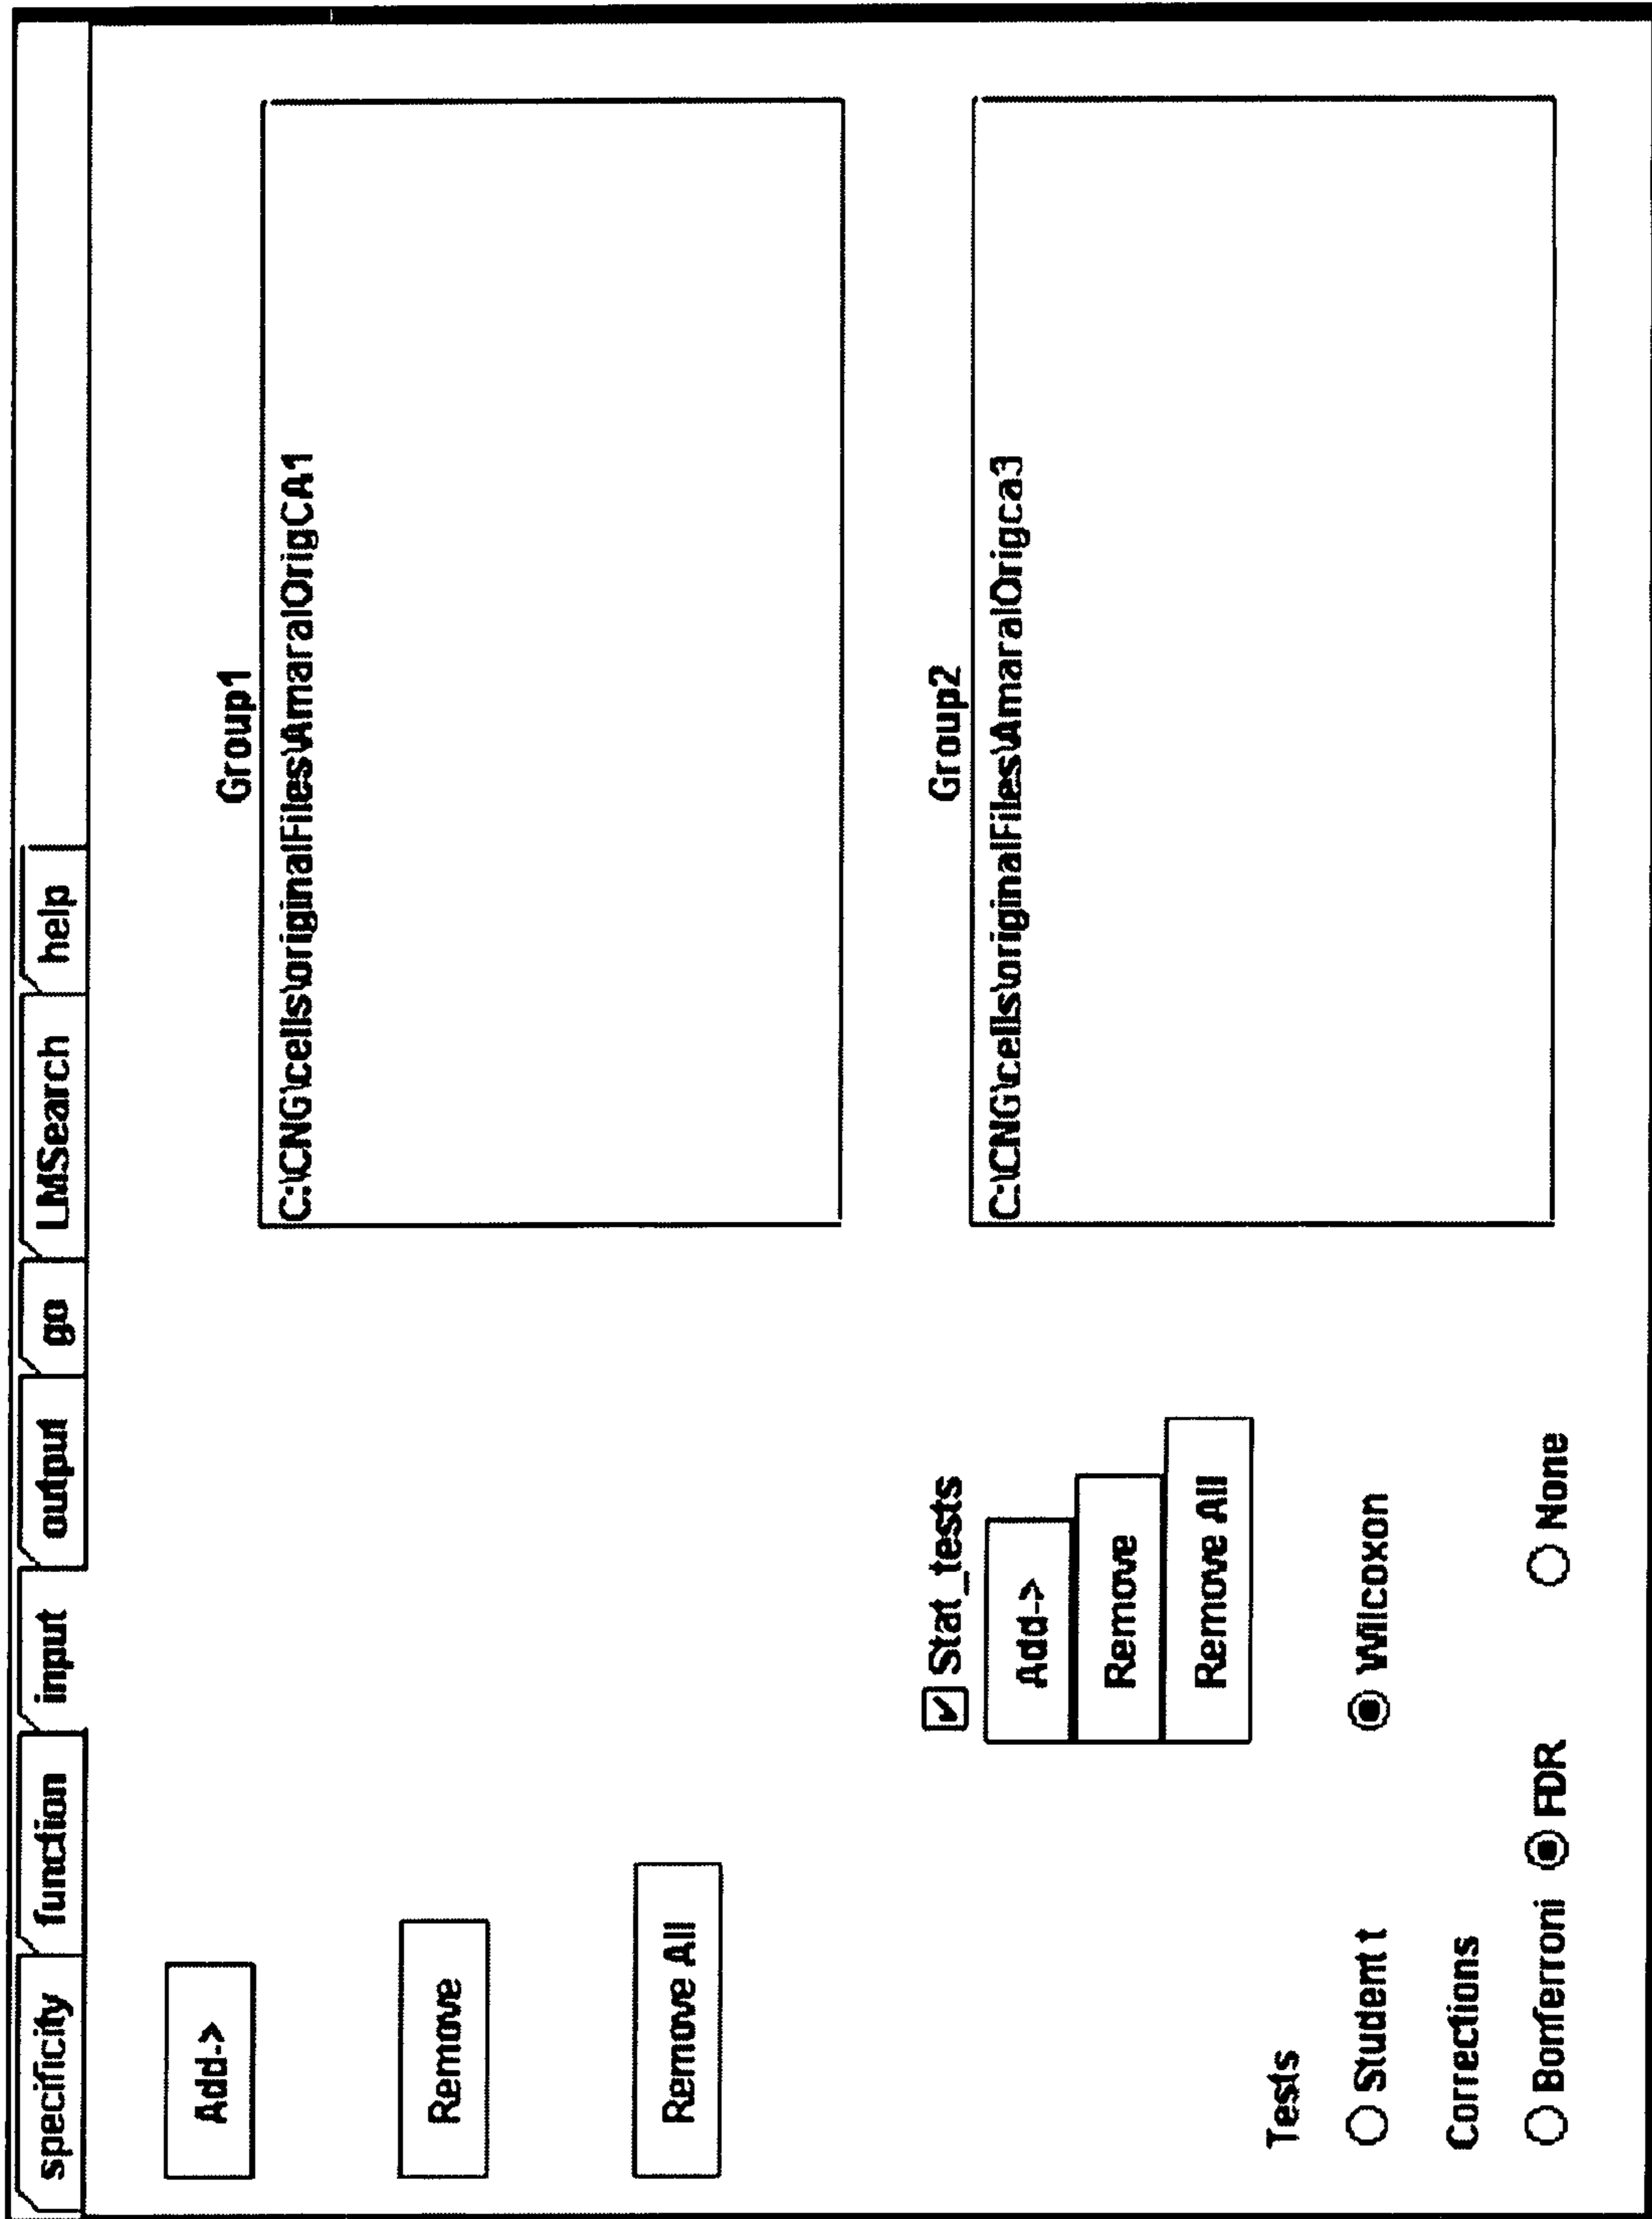 specificity function input output go LMSearch help
Group1
Add->
C:\CNG\cells\originalFiles\AmaralOrigCA1
Remove
Remove All
Group2
Stat_tests
C:\CNG\cells\originalFiles\AmaralOrigca3
Add->
Remove
Remove All
Tests
Student t Wilcoxon
Corrections
Bonferroni FDR None